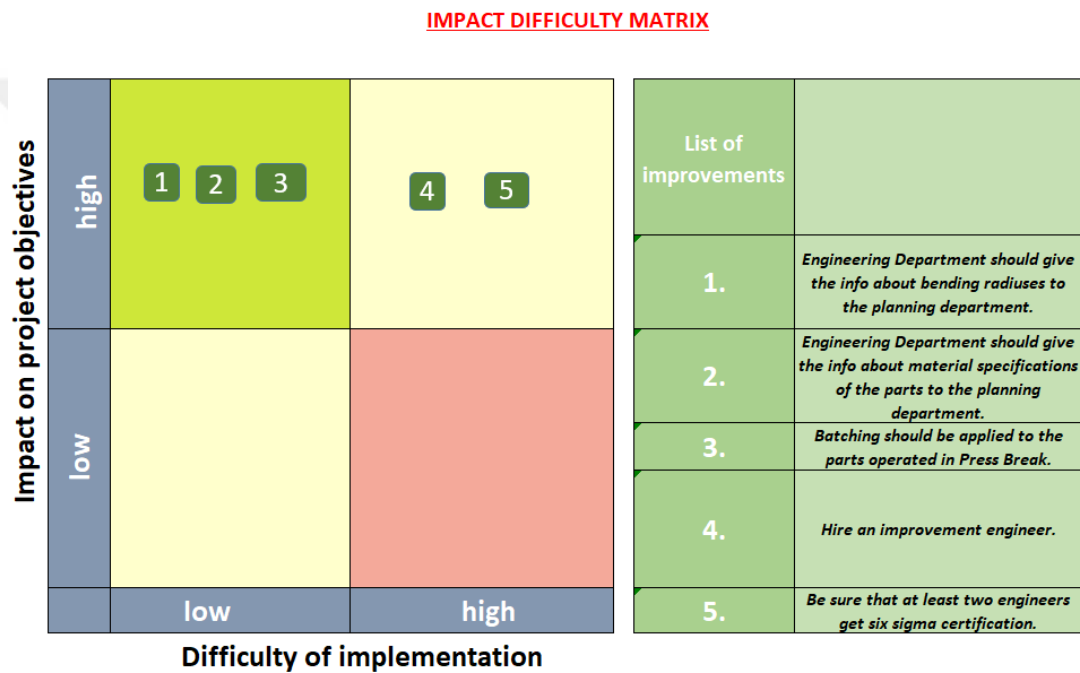 IMPACT DIFFICULTY MATRIX
Impact on project objectives
high
low
1
2
3
4
5
low
high
Difficulty of implementation
List of
improvements
1.
Engineering Department should give
the info about bending radiuses to
the planning department.
2.
Engineering Department should give
the info about material specifications
of the parts to the planning
department.
3.
Batching should be applied to the
parts operated in Press Break.
4.
Hire an improvement engineer.
5.
Be sure that at least two engineers
get six sigma certification.